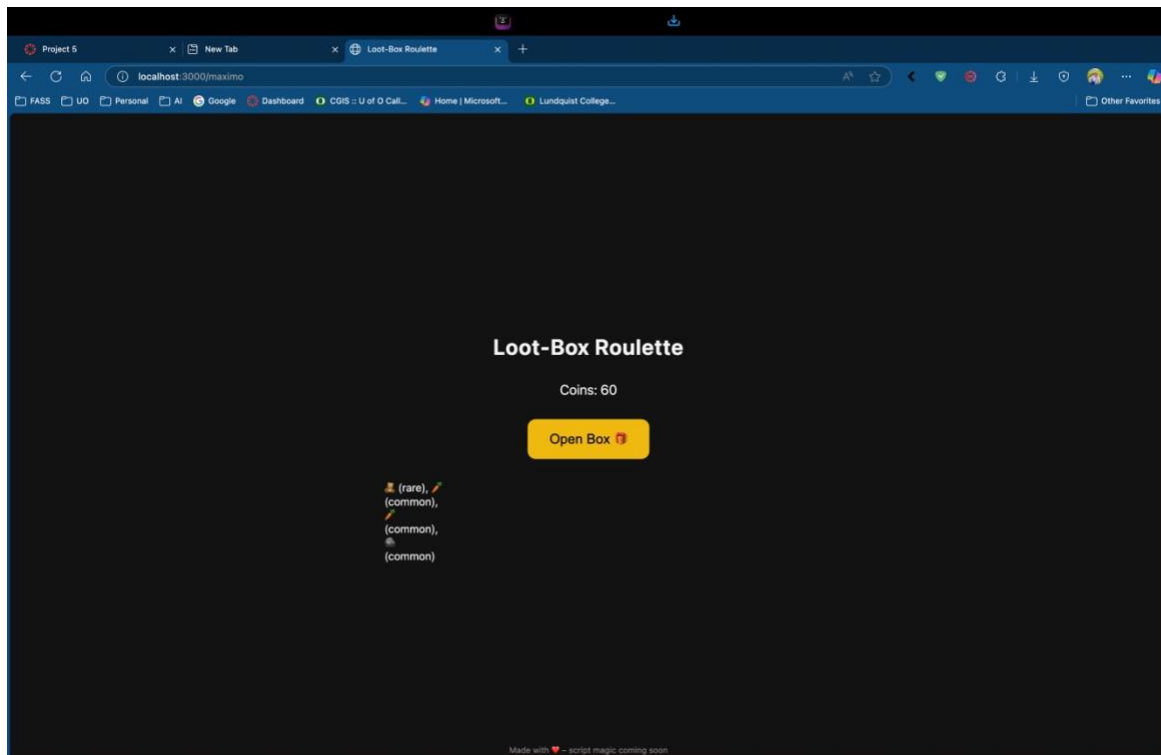 Project 5 New Tab Loot-Box Roulette
localhost:3000/maximo
FASS UO Personal AI Google Dashboard CGIS :: U of O Call... Home | Microsoft... Lundquist College... Other Favorites
Loot-Box Roulette
Coins: 60
Open Box 🎁
🧸 (rare), 🥕
(common),
🥕
(common),
🪨
(common)
Made with ❤️ – script magic coming soon